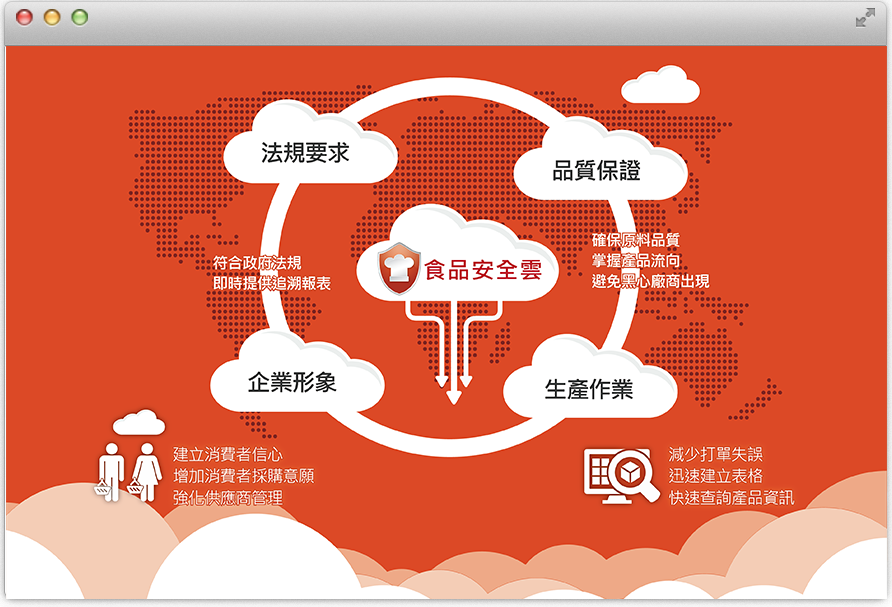 法規要求
品質保證
符合政府法規
即時提供追溯報表
食品安全雲
確保原料品質
掌握產品流向
避免黑心廠商出現
企業形象
生產作業
建立消費者信心
增加消費者採購意願
強化供應商管理
減少打單失誤
迅速建立表格
快速查詢產品資訊